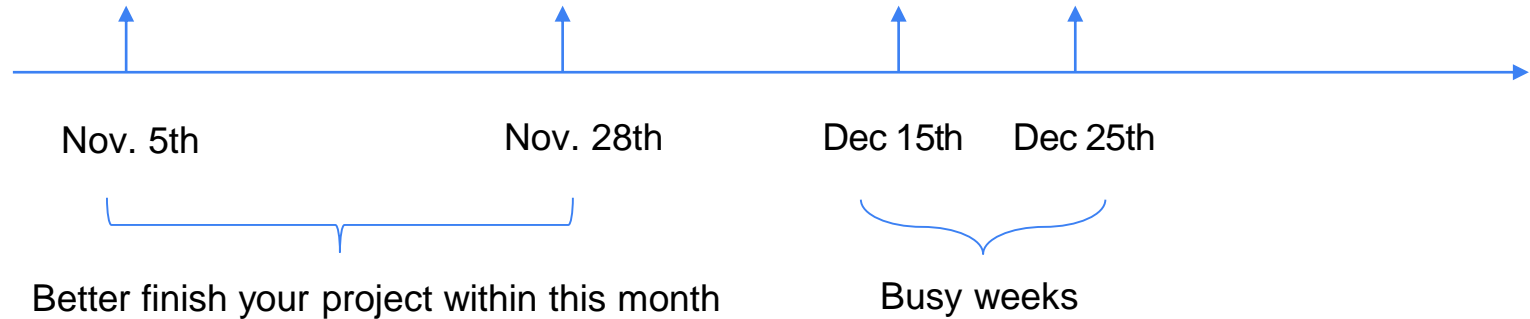 Nov. 5th
Nov. 28th
Dec 15th
Dec 25th
Better finish your project within this month
Busy weeks